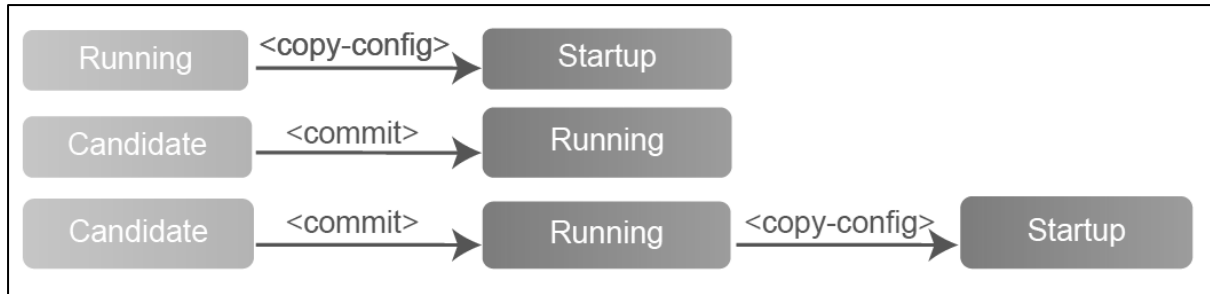 Running <copy-config> Startup
Candidate <commit> Running
Candidate <commit> Running <copy-config> Startup